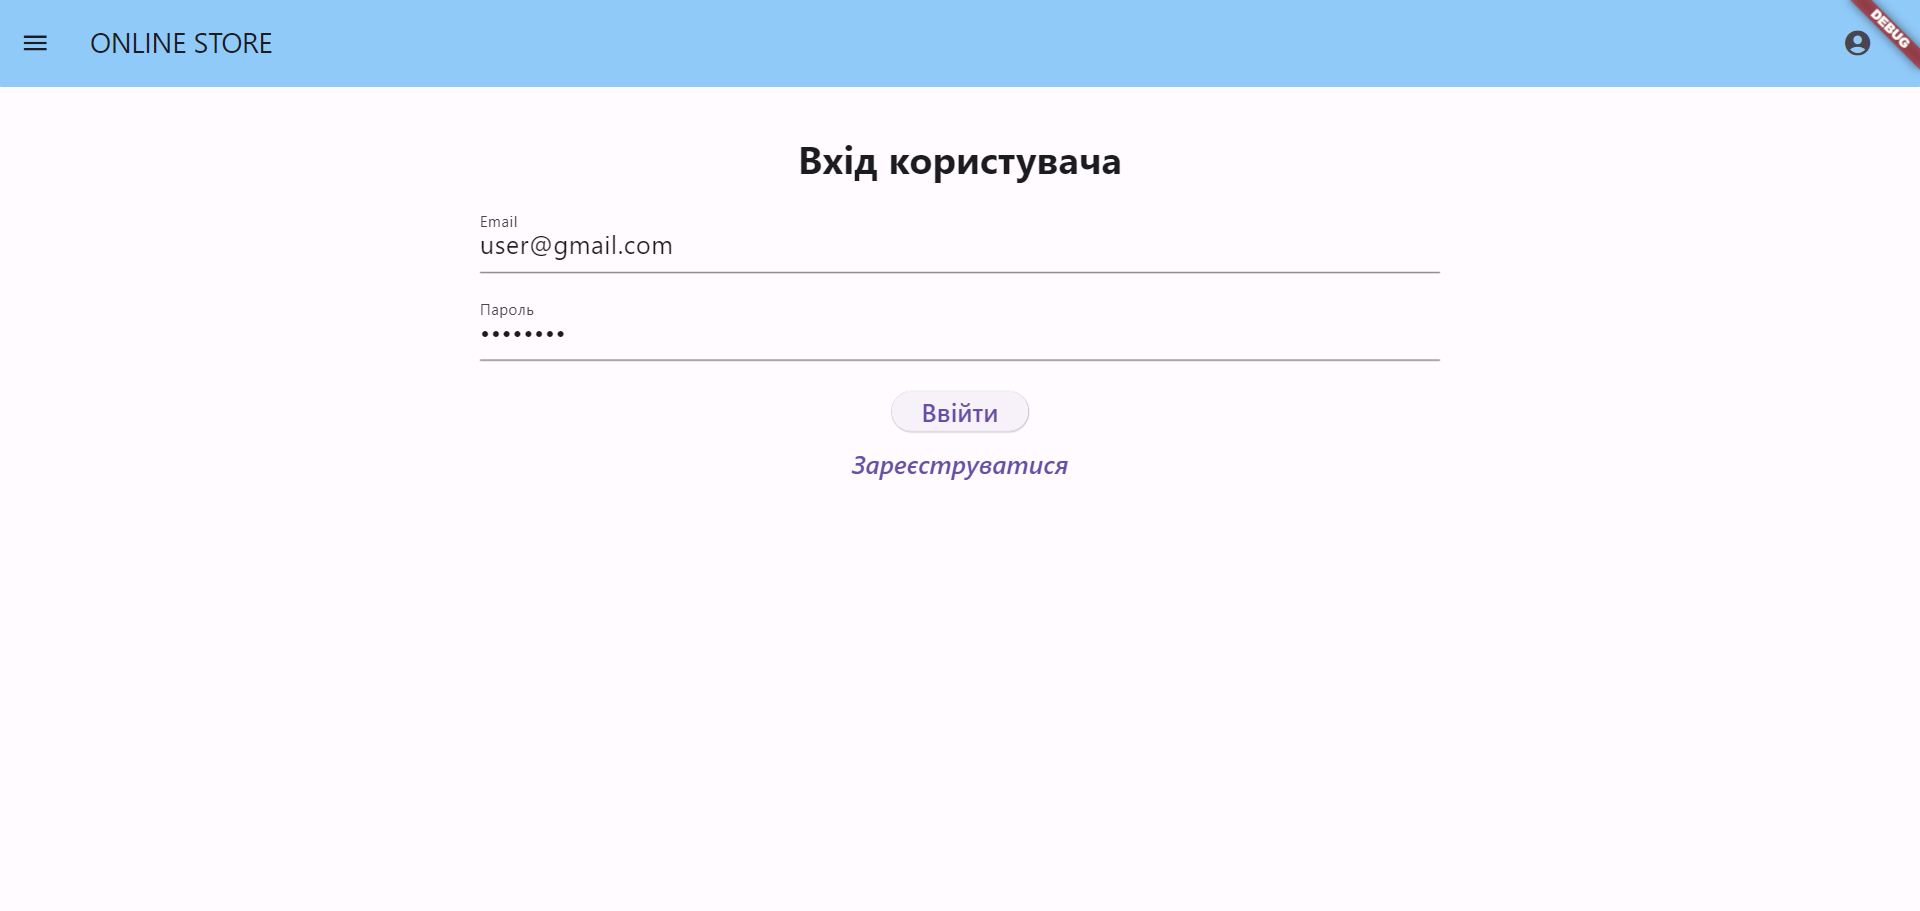 ONLINE STORE
DEBUG
Вхід користувача
Email
user@gmail.com
Пароль
••••••••
Ввійти
Зареєструватися